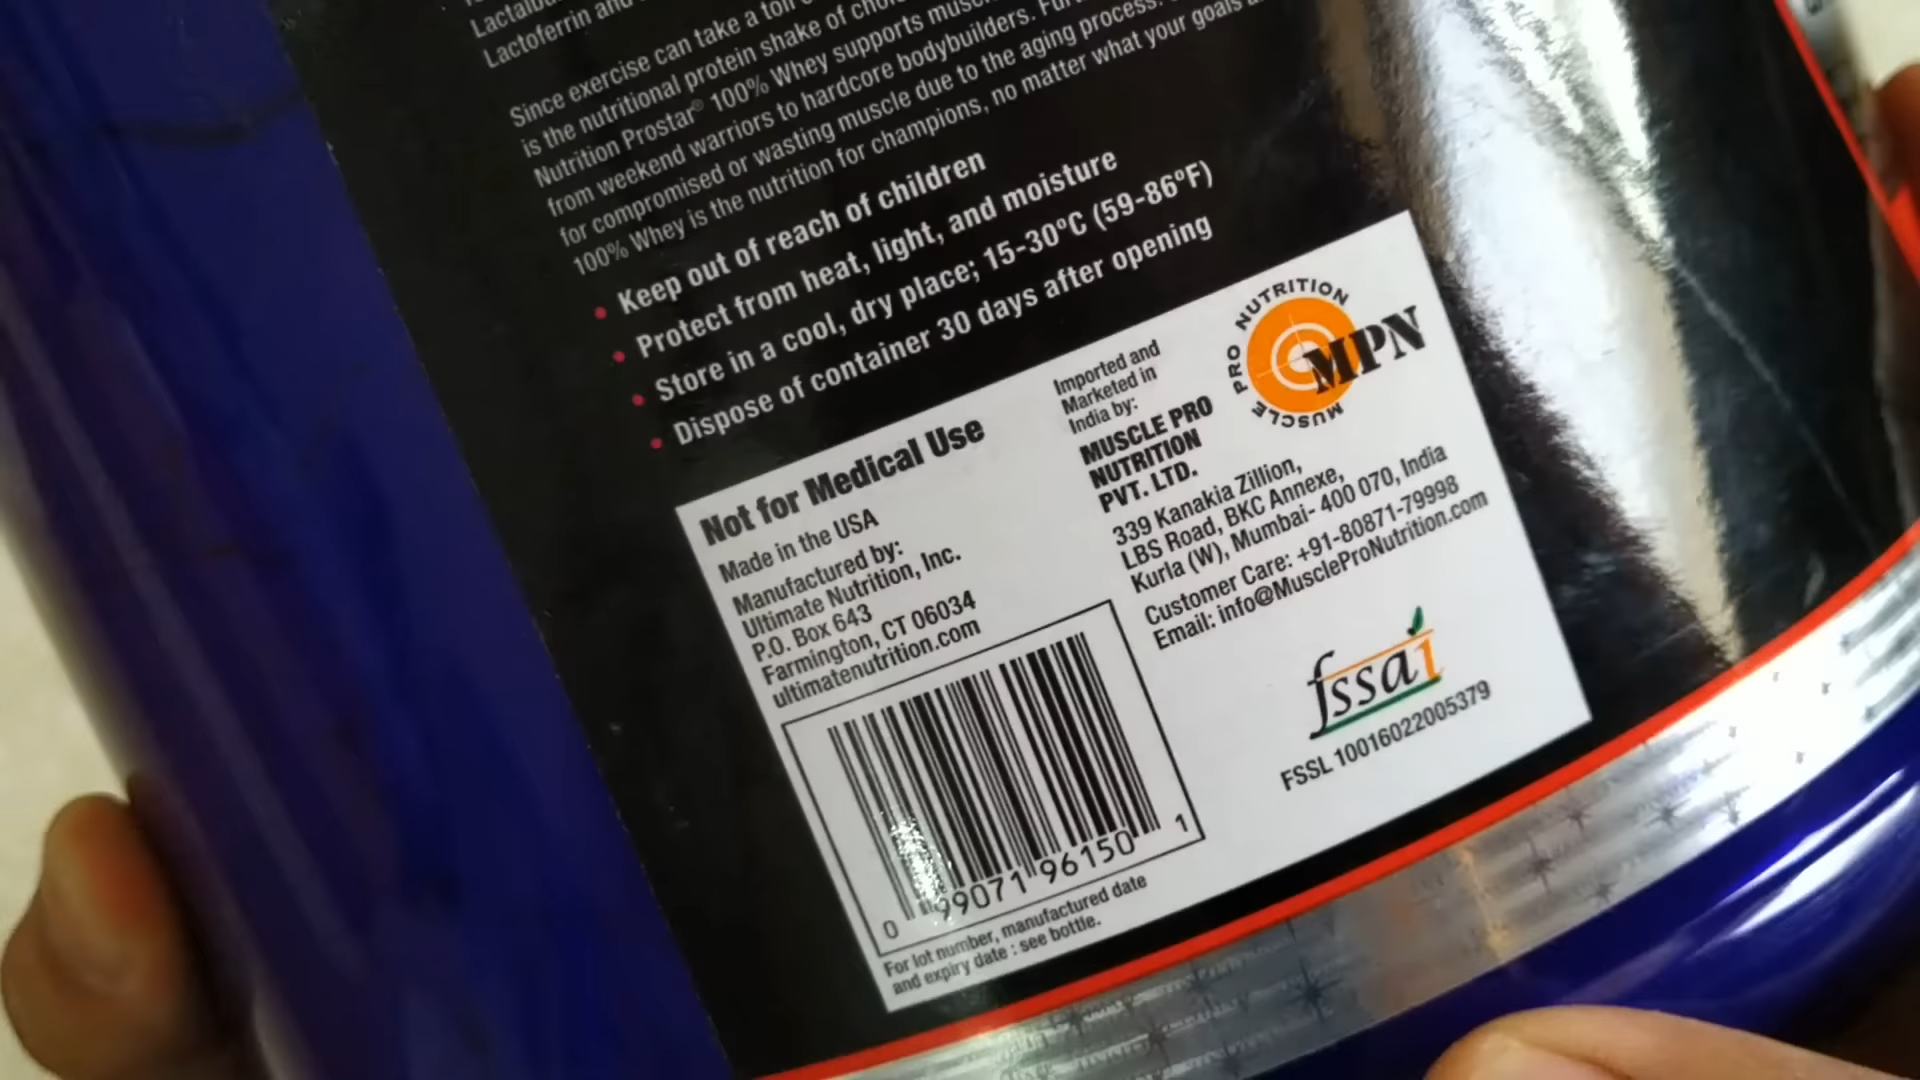 Lactoferrin and
Since exercise can take a toll
is the nutritional protein shake of
Nutrition Prostar® 100% Whey supports
from weekend warriors to hardcore bodybuilders.
for compromised or wasting muscle due to the aging process.
100% Whey is the nutrition for champions, no matter what your goals
• Keep out of reach of children
• Protect from heat, light, and moisture
• Store in a cool, dry place; 15-30ºC (59-86ºF)
• Dispose of container 30 days after opening
Not for Medical Use
Made in the USA
Manufactured by:
Ultimate Nutrition, Inc.
P.O. Box 643
Farmington, CT 06034
ultimatenutrition.com
0 99071 96150 1
For lot number, manufactured date
and expiry date : see bottle.
Imported and
Marketed in
India by:
MUSCLE PRO
NUTRITION
PVT. LTD.
MUSCLE PRO NUTRITION
MPN
339 Kanakia Zillion,
LBS Road, BKC Annexe,
Kurla (W), Mumbai- 400 070, India
Customer Care: +91-80871-79998
Email: info@MuscleProNutrition.com
fssai
FSSL 10016022005379